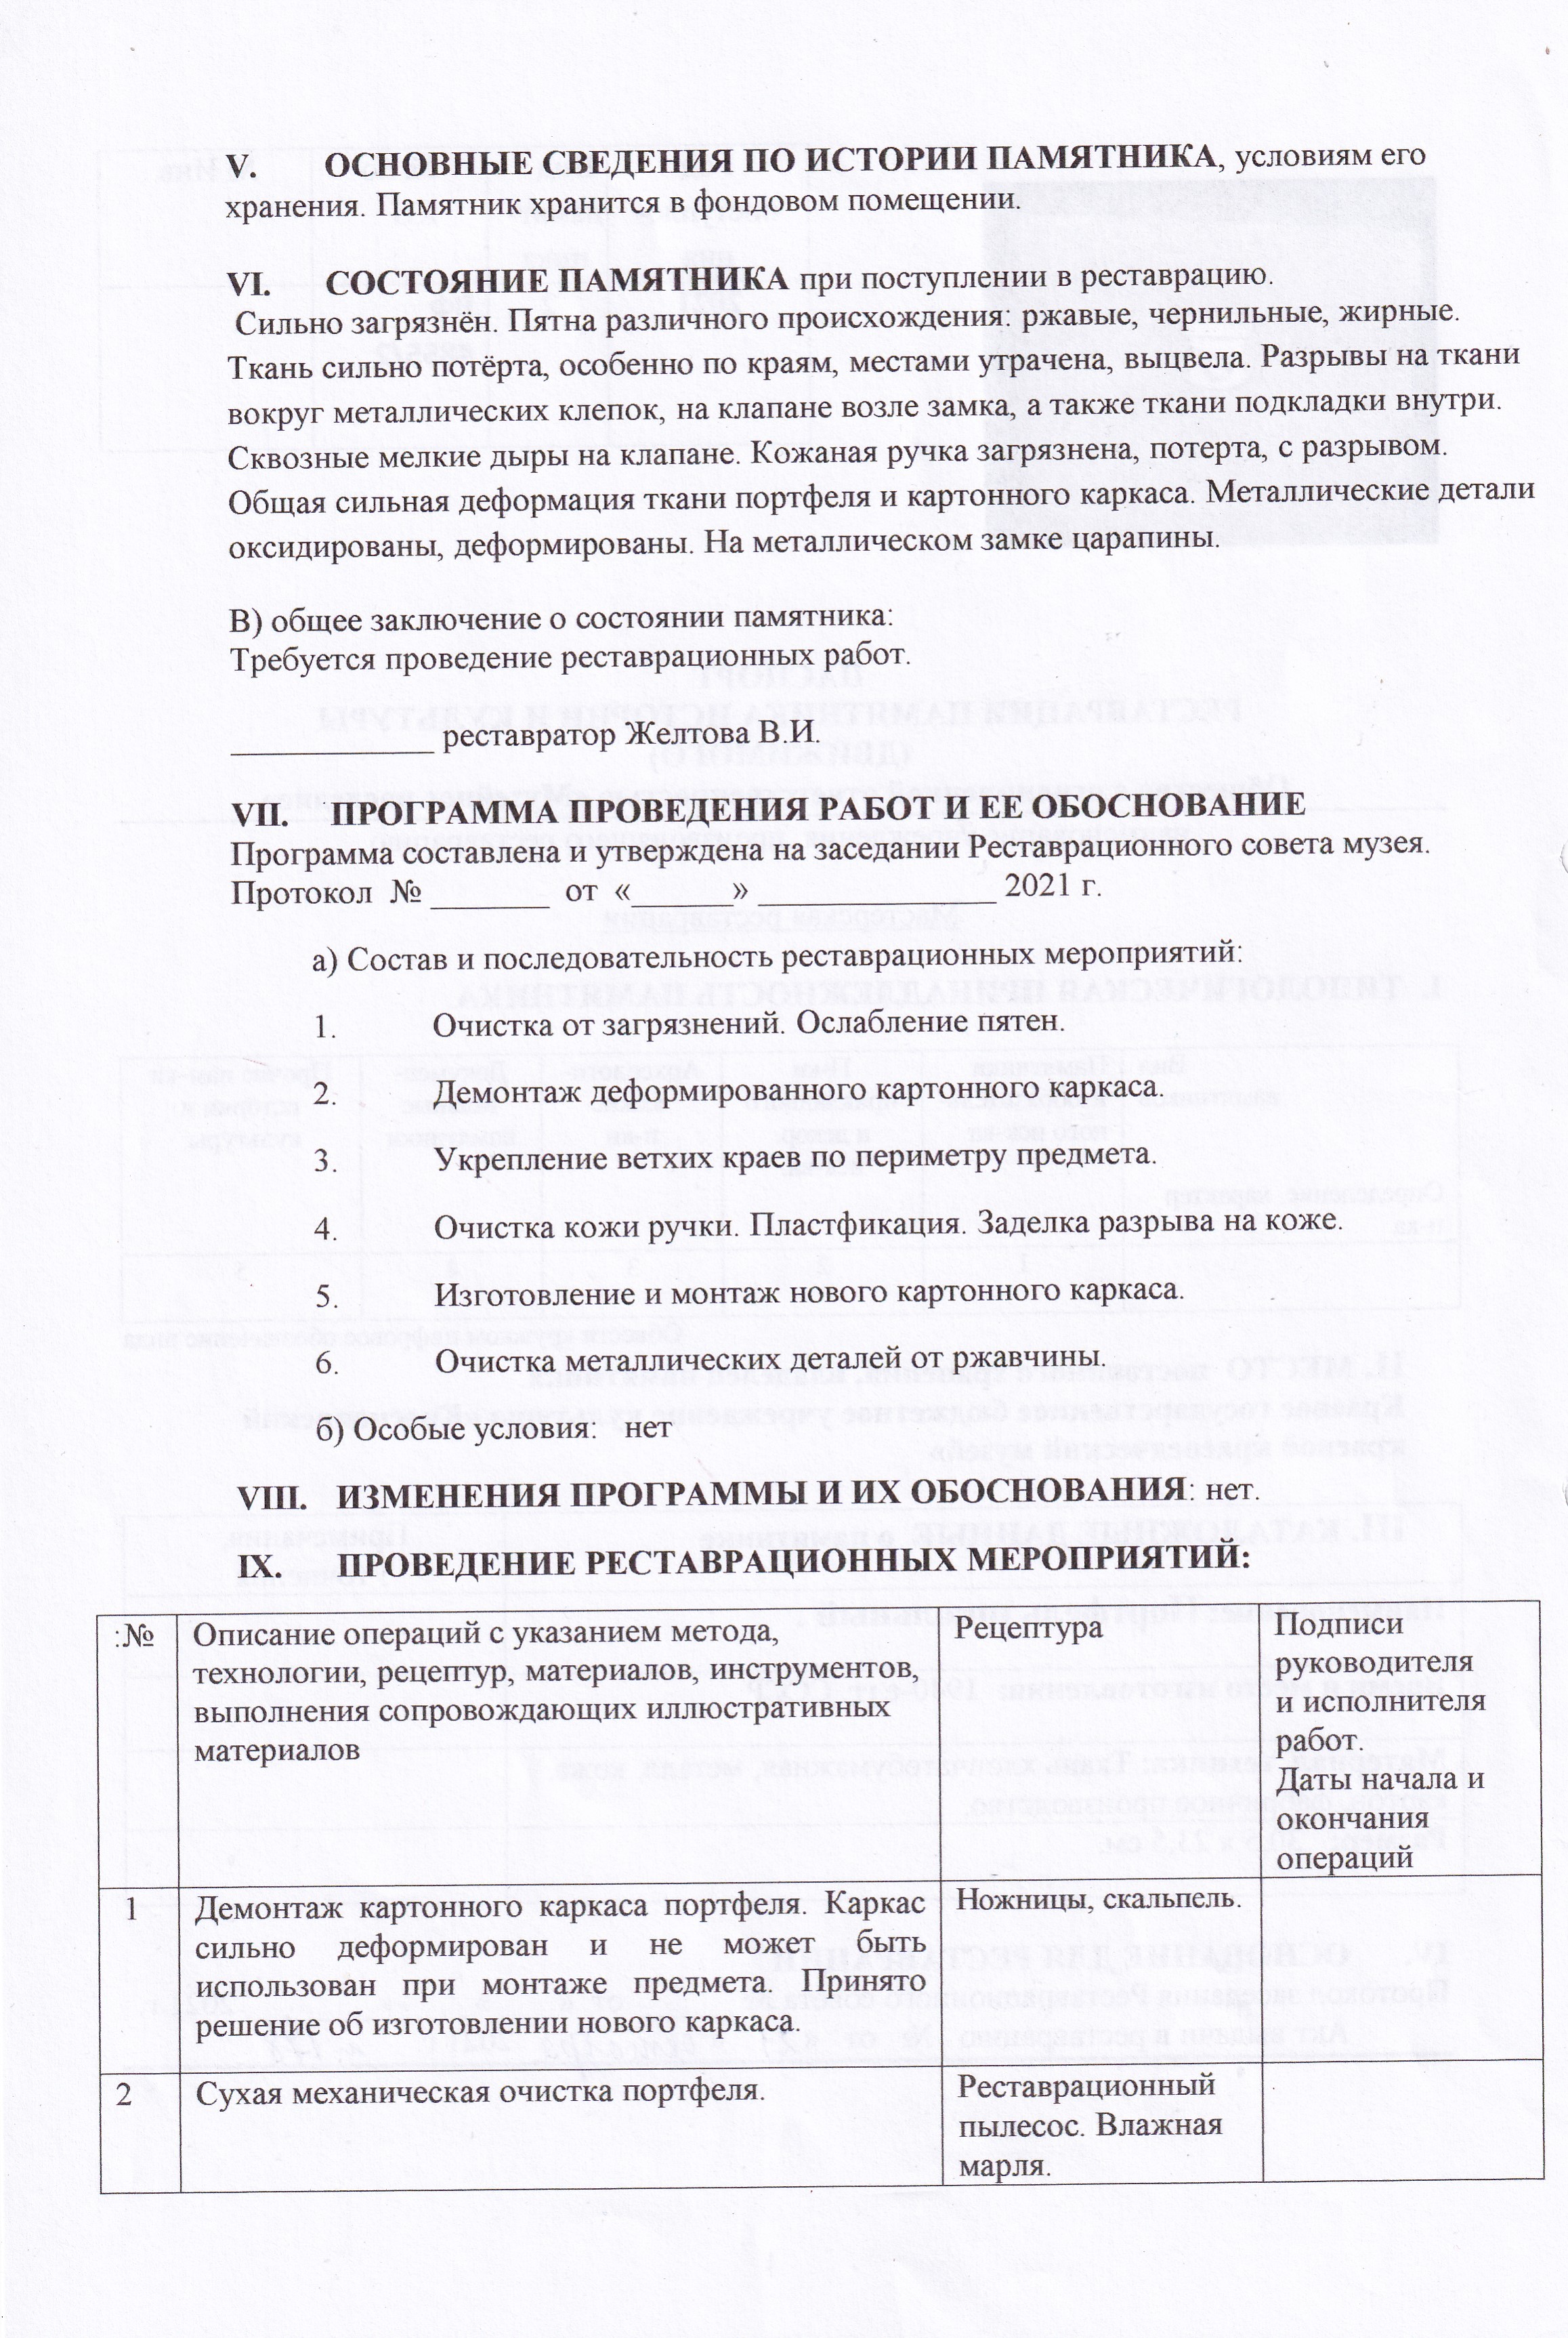 V. ОСНОВНЫЕ СВЕДЕНИЯ ПО ИСТОРИИ ПАМЯТНИКА, условиям его
хранения. Памятник хранится в фондовом помещении.
VI. СОСТОЯНИЕ ПАМЯТНИКА при поступлении в реставрацию.
Сильно загрязнён. Пятна различного происхождения: ржавые, чернильные, жирные.
Ткань сильно потёрта, особенно по краям, местами утрачена, выцвела. Разрывы на ткани
вокруг металлических клепок, на клапане возле замка, а также ткани подкладки внутри.
Сквозные мелкие дыры на клапане. Кожаная ручка загрязнена, потерта, с разрывом.
Общая сильная деформация ткани портфеля и картонного каркаса. Металлические детали
оксидированы, деформированы. На металлическом замке царапины.
В) общее заключение о состоянии памятника:
Требуется проведение реставрационных работ.
____________ реставратор Желтова В.И.
VII. ПРОГРАММА ПРОВЕДЕНИЯ РАБОТ И ЕЕ ОБОСНОВАНИЕ
Программа составлена и утверждена на заседании Реставрационного совета музея.
Протокол № _______ от «______» ______________ 2021 г.
а) Состав и последовательность реставрационных мероприятий:
1. Очистка от загрязнений. Ослабление пятен.
2. Демонтаж деформированного картонного каркаса.
3. Укрепление ветхих краев по периметру предмета.
4. Очистка кожи ручки. Пластфикация. Заделка разрыва на коже.
5. Изготовление и монтаж нового картонного каркаса.
6. Очистка металлических деталей от ржавчины.
б) Особые условия: нет
VIII. ИЗМЕНЕНИЯ ПРОГРАММЫ И ИХ ОБОСНОВАНИЯ: нет.
IX. ПРОВЕДЕНИЕ РЕСТАВРАЦИОННЫХ МЕРОПРИЯТИЙ:
:№
Описание операций с указанием метода,
технологии, рецептур, материалов, инструментов,
выполнения сопровождающих иллюстративных
материалов
Рецептура
Подписи
руководителя
и исполнителя
работ.
Даты начала и
окончания
операций
1
Демонтаж картонного каркаса портфеля. Каркас
сильно деформирован и не может быть
использован при монтаже предмета. Принято
решение об изготовлении нового каркаса.
Ножницы, скальпель.
2
Сухая механическая очистка портфеля.
Реставрационный
пылесос. Влажная
марля.